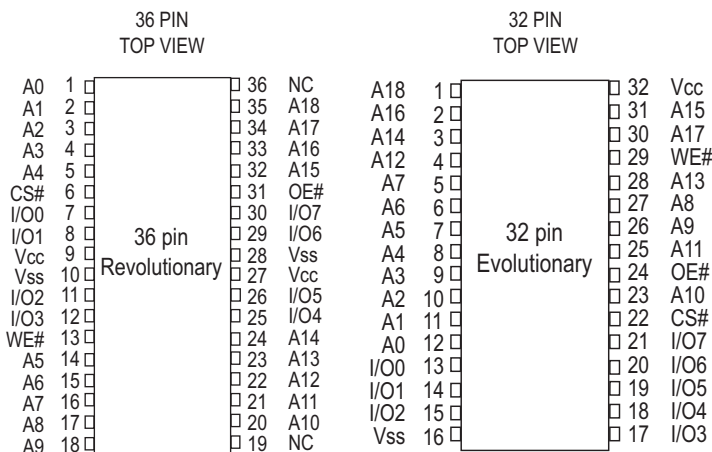 36 PIN
TOP VIEW
A0 1 36 NC
A1 2 35 A18
A2 3 34 A17
A3 4 33 A16
A4 5 32 A15
CS# 6 31 OE#
I/O0 7 30 I/O7
I/O1 8 29 I/O6
Vcc 9 28 Vss
Vss 10 27 Vcc
I/O2 11 26 I/O5
I/O3 12 25 I/O4
WE# 13 24 A14
A5 14 23 A13
A6 15 22 A12
A7 16 21 A11
A8 17 20 A10
A9 18 19 NC
36 pin
Revolutionary
32 PIN
TOP VIEW
A18 1 32 Vcc
A16 2 31 A15
A14 3 30 A17
A12 4 29 WE#
A7 5 28 A13
A6 6 27 A8
A5 7 26 A9
A4 8 25 A11
A3 9 24 OE#
A2 10 23 A10
A1 11 22 CS#
A0 12 21 I/O7
I/O0 13 20 I/O6
I/O1 14 19 I/O5
I/O2 15 18 I/O4
Vss 16 17 I/O3
32 pin
Evolutionary